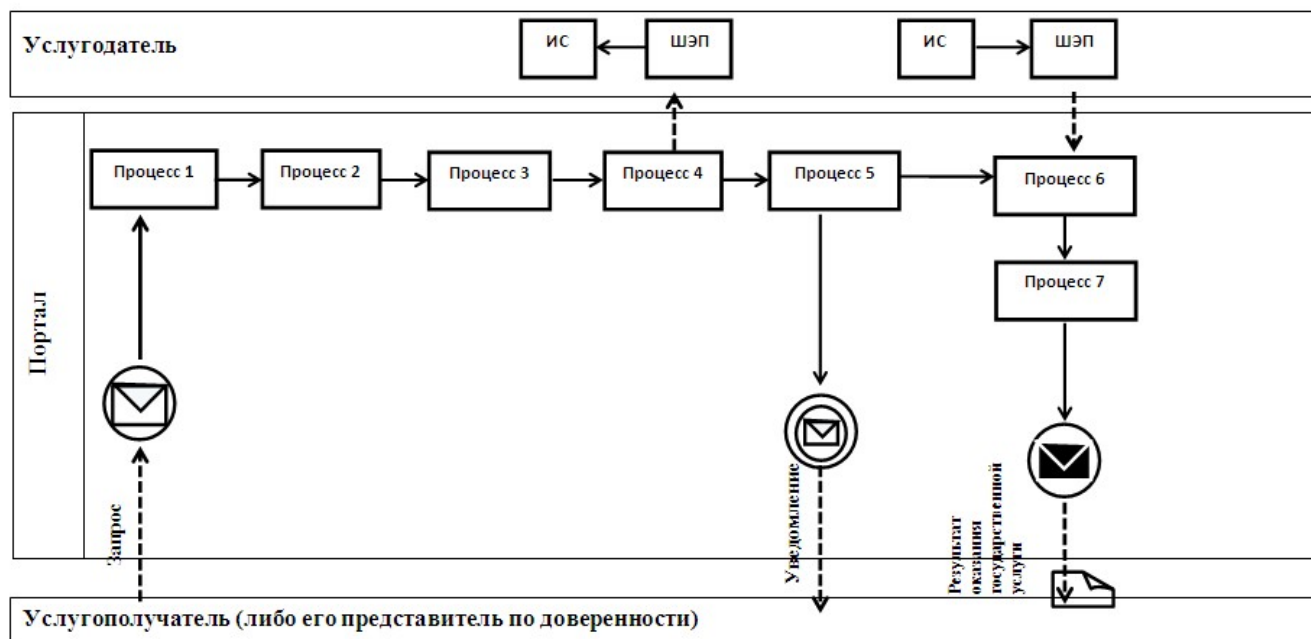 Услугодатель
ИС
ШЭП
ИС
ШЭП
Портал
Процесс 1
Процесс 2
Процесс 3
Процесс 4
Процесс 5
Процесс 6
Процесс 7
Запрос
Уведомление
Результат
оказания
государственной
услуги
Услугополучатель (либо его представитель по доверенности)